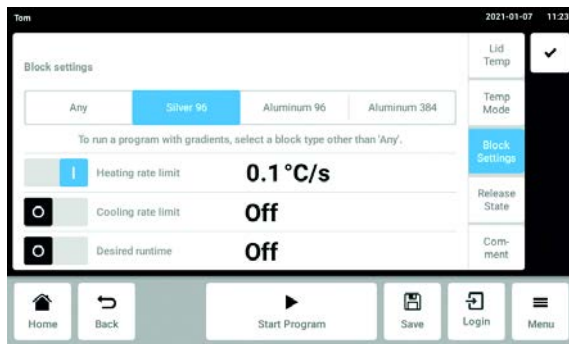 Tom
2021-01-07 11:23
Block settings
Any
Silver 96
Aluminum 96
Aluminum 384
To run a program with gradients, select a block type other than 'Any'.
Heating rate limit
0.1 °C/s
Cooling rate limit
Off
Desired runtime
Off
Lid
Temp
Temp
Mode
Block
Settings
Release
State
Com-
ment
Home
Back
Start Program
Save
Login
Menu